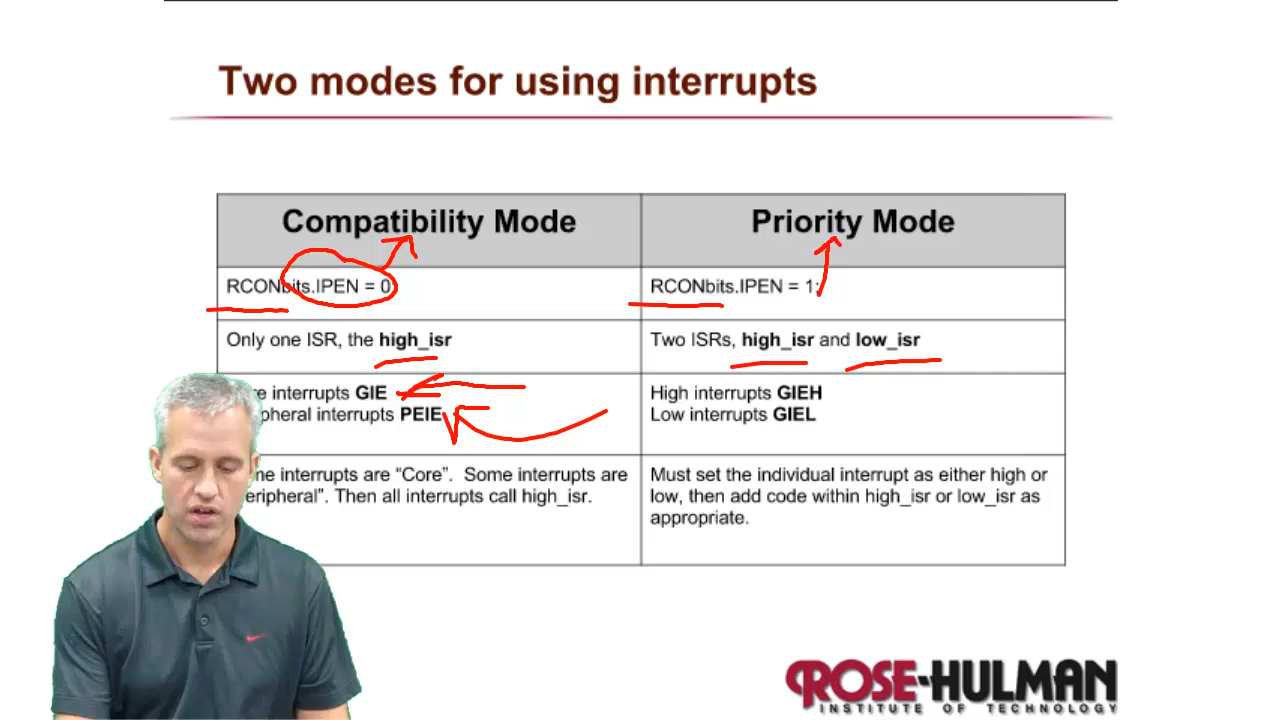 Two modes for using interrupts
Compatibility Mode
Priority Mode
RCONbits.IPEN = 0
RCONbits.IPEN = 1;
Only one ISR, the high_isr
Two ISRs, high_isr and low_isr
interrupts GIE
interrupts PEIE
High interrupts GIEH
Low interrupts GIEL
interrupts are “Core”. Some interrupts are
eripheral”. Then all interrupts call high_isr.
Must set the individual interrupt as either high or
low, then add code within high_isr or low_isr as
appropriate.
ROSE-HULMAN
INSTITUTE OF TECHNOLOGY